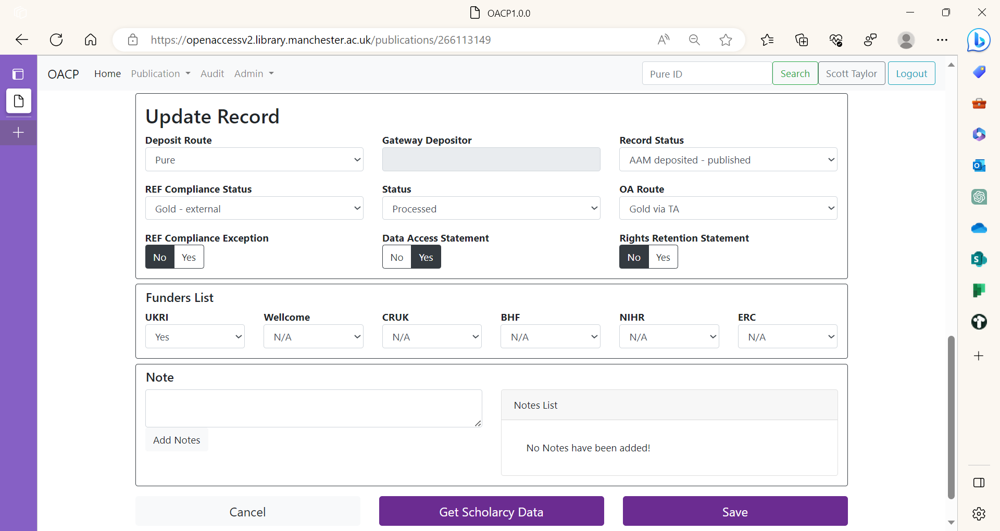 OACP1.0.0
https://openaccessv2.library.manchester.ac.uk/publications/266113149
OACP Home Publication Audit Admin Pure ID Search Scott Taylor Logout
Update Record
Deposit Route Gateway Depositor Record Status
Pure AAM deposited - published
REF Compliance Status Status OA Route
Gold - external Processed Gold via TA
REF Compliance Exception Data Access Statement Rights Retention Statement
No Yes No Yes No Yes
Funders List
UKRI Wellcome CRUK BHF NIHR ERC
Yes N/A N/A N/A N/A N/A
Note
Notes List
Add Notes
No Notes have been added!
Cancel Get Scholarcy Data Save